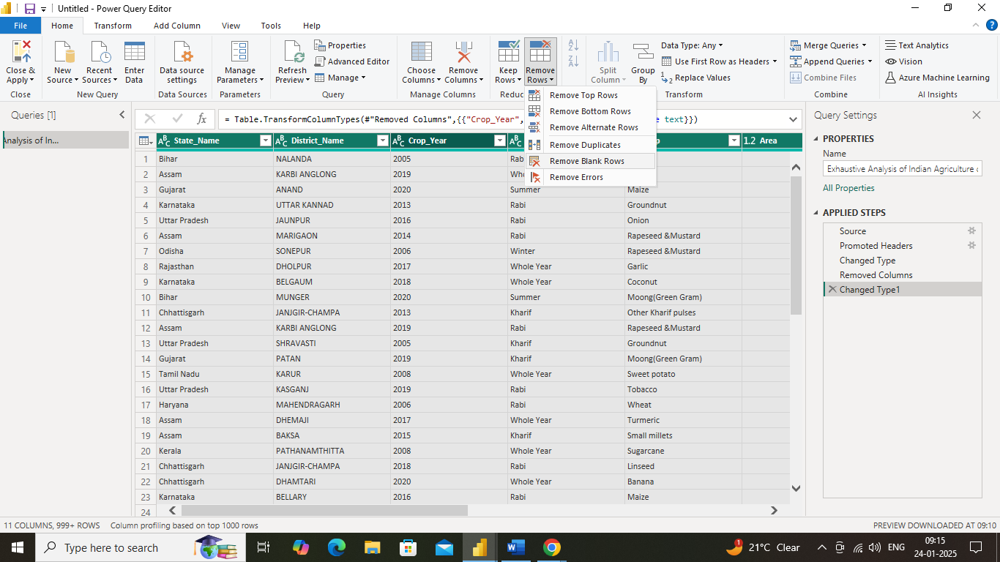 Untitled - Power Query Editor
File Home Transform Add Column View Tools Help
Close & Apply
New Source
Recent Sources
Enter Data
Data source settings
Manage Parameters
Refresh Preview
Properties
Advanced Editor
Manage
Choose Columns
Remove Columns
Keep Rows
Remove Rows
Split Column
Group By
Data Type: Any
Use First Row as Headers
Replace Values
Merge Queries
Append Queries
Combine Files
Text Analytics
Vision
Azure Machine Learning
Close New Query Data Sources Parameters Query Manage Columns Reduc Transform Combine AI Insights
Remove Top Rows
Remove Bottom Rows
Remove Alternate Rows
Remove Duplicates
Remove Blank Rows
Remove Errors
Queries [1]
Analysis of In...
= Table.TransformColumnTypes(#"Removed Columns",{{"Crop_Year", e text}})
State_Name District_Name Crop_Year 1.2 Area
1 Bihar NALANDA 2005 Rab
2 Assam KARBI ANGLONG 2019 Who
3 Gujarat ANAND 2020 Summer Maize
4 Karnataka UTTAR KANNAD 2013 Rabi Groundnut
5 Uttar Pradesh JAUNPUR 2016 Rabi Onion
6 Assam MARIGAON 2014 Rabi Rapeseed &Mustard
7 Odisha SONEPUR 2006 Winter Rapeseed &Mustard
8 Rajasthan DHOLPUR 2017 Whole Year Garlic
9 Karnataka BELGAUM 2018 Whole Year Coconut
10 Bihar MUNGER 2020 Summer Moong(Green Gram)
11 Chhattisgarh JANJGIR-CHAMPA 2013 Kharif Other Kharif pulses
12 Assam KARBI ANGLONG 2019 Rabi Rapeseed &Mustard
13 Uttar Pradesh SHRAVASTI 2005 Kharif Groundnut
14 Gujarat PATAN 2019 Kharif Moong(Green Gram)
15 Tamil Nadu KARUR 2008 Whole Year Sweet potato
16 Uttar Pradesh KASGANJ 2019 Rabi Tobacco
17 Haryana MAHENDRAGARH 2006 Rabi Wheat
18 Assam DHEMAJI 2017 Whole Year Turmeric
19 Assam BAKSA 2015 Kharif Small millets
20 Kerala PATHANAMTHITTA 2008 Whole Year Sugarcane
21 Chhattisgarh JANJGIR-CHAMPA 2018 Rabi Linseed
22 Chhattisgarh DHAMTARI 2020 Whole Year Banana
23 Karnataka BELLARY 2016 Rabi Maize
24
Query Settings
PROPERTIES
Name
Exhaustive Analysis of Indian Agriculture
All Properties
APPLIED STEPS
Source
Promoted Headers
Changed Type
Removed Columns
Changed Type1
11 COLUMNS, 999+ ROWS Column profiling based on top 1000 rows PREVIEW DOWNLOADED AT 09:10
Type here to search
21°C Clear
ENG
09:15
24-01-2025